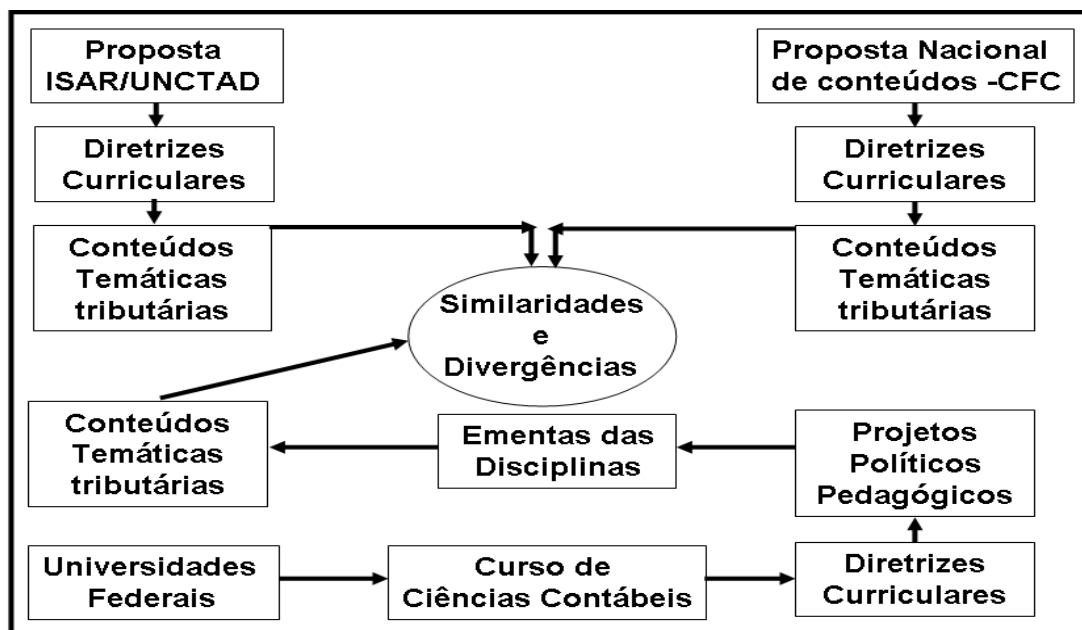 Proposta
ISAR/UNCTAD
Proposta Nacional
de conteúdos -CFC
Diretrizes
Curriculares
Diretrizes
Curriculares
Conteúdos
Temáticas
tributárias
Conteúdos
Temáticas
tributárias
Similaridades
e
Divergências
Conteúdos
Temáticas
tributárias
Ementas das
Disciplinas
Projetos
Políticos
Pedagógicos
Universidades
Federais
Curso de
Ciências Contábeis
Diretrizes
Curriculares